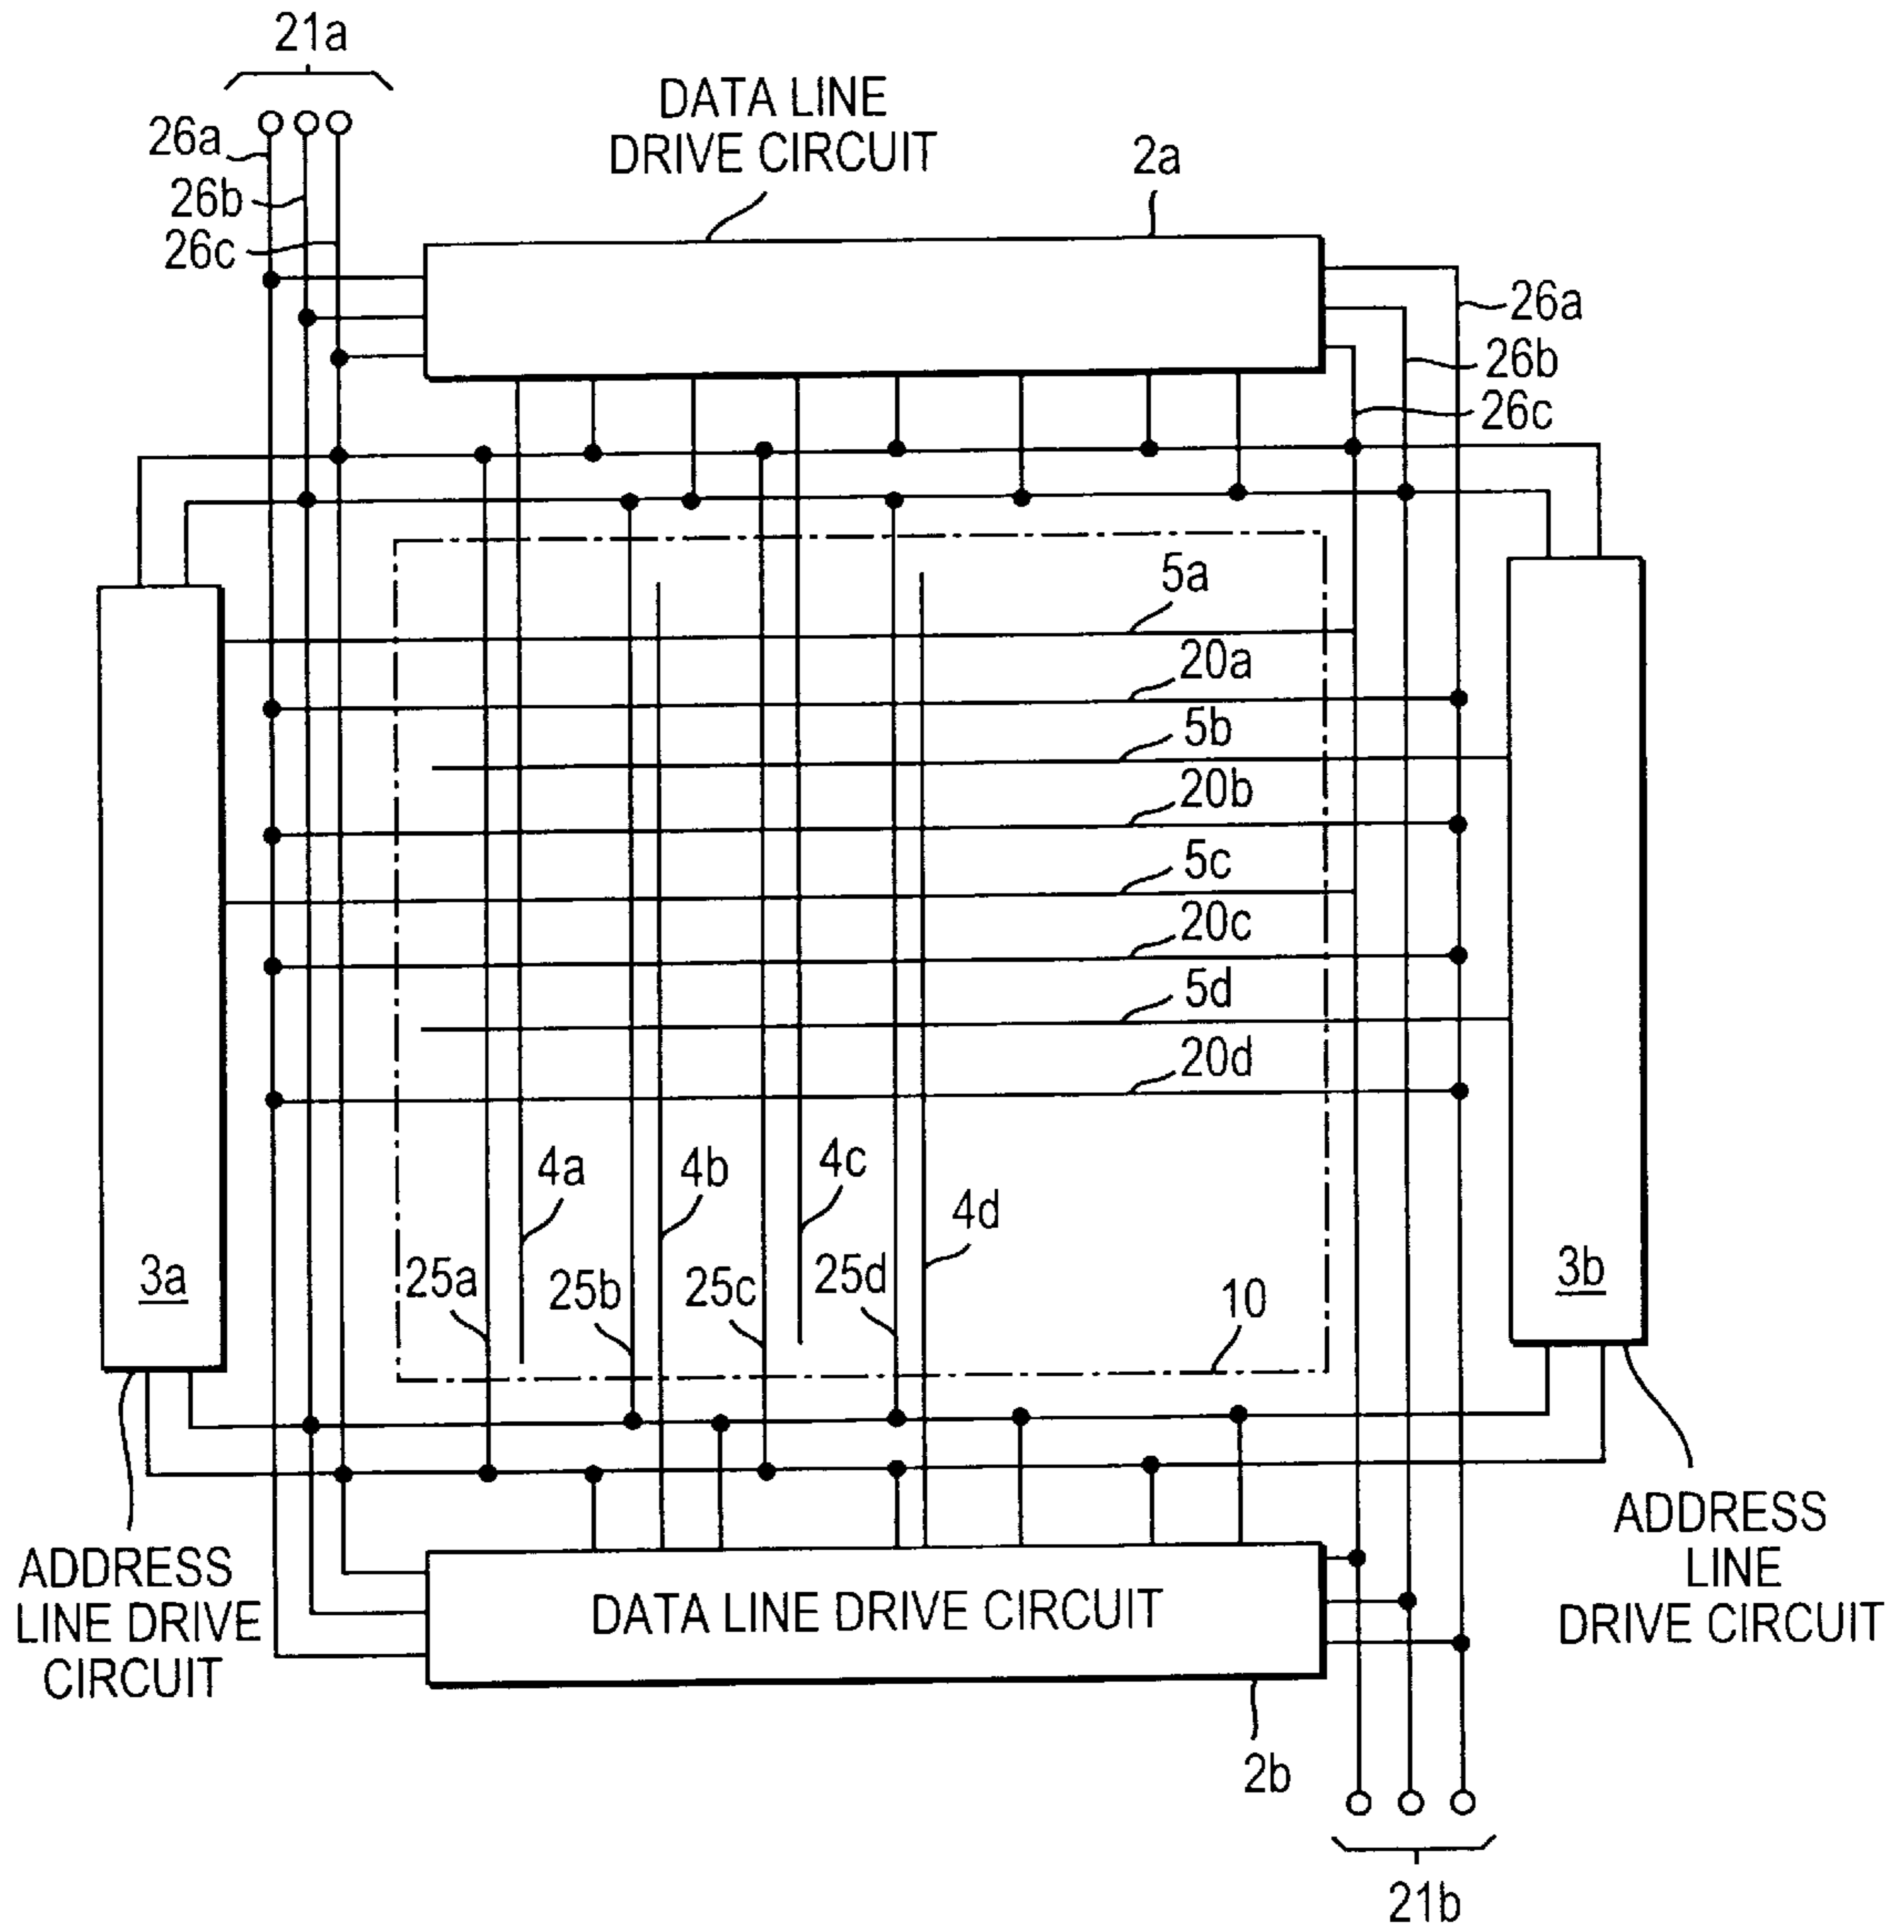 21a
DATA LINE
DRIVE CIRCUIT
2a
26a
26b
26c
26a
26b
26c
5a
20a
5b
20b
5c
20c
5d
20d
4a
4b
4c
4d
25a
25b
25c
25d
10
3a
3b
ADDRESS
LINE DRIVE
CIRCUIT
DATA LINE DRIVE CIRCUIT
ADDRESS
LINE
DRIVE CIRCUIT
2b
21b